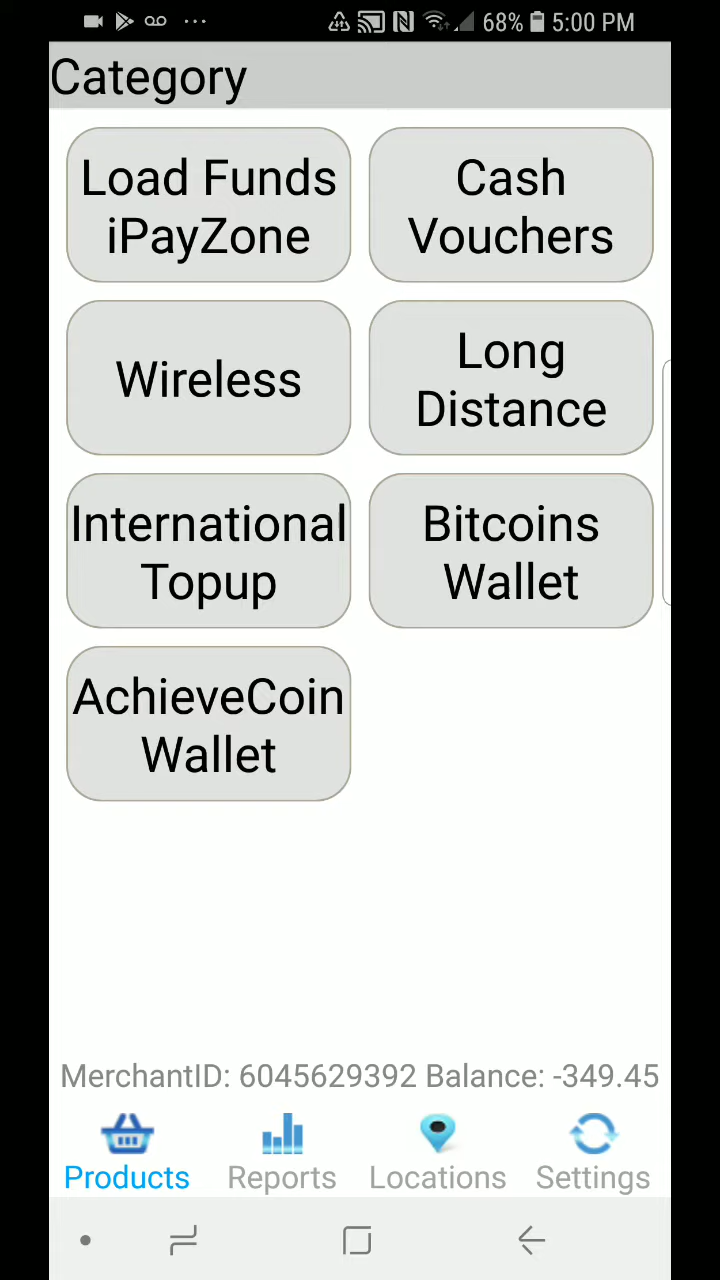 68% 5:00 PM
Category
Load Funds
iPayZone
Cash
Vouchers
Wireless
Long
Distance
International
Topup
Bitcoins
Wallet
AchieveCoin
Wallet
MerchantID: 6045629392 Balance: -349.45
Products Reports Locations Settings